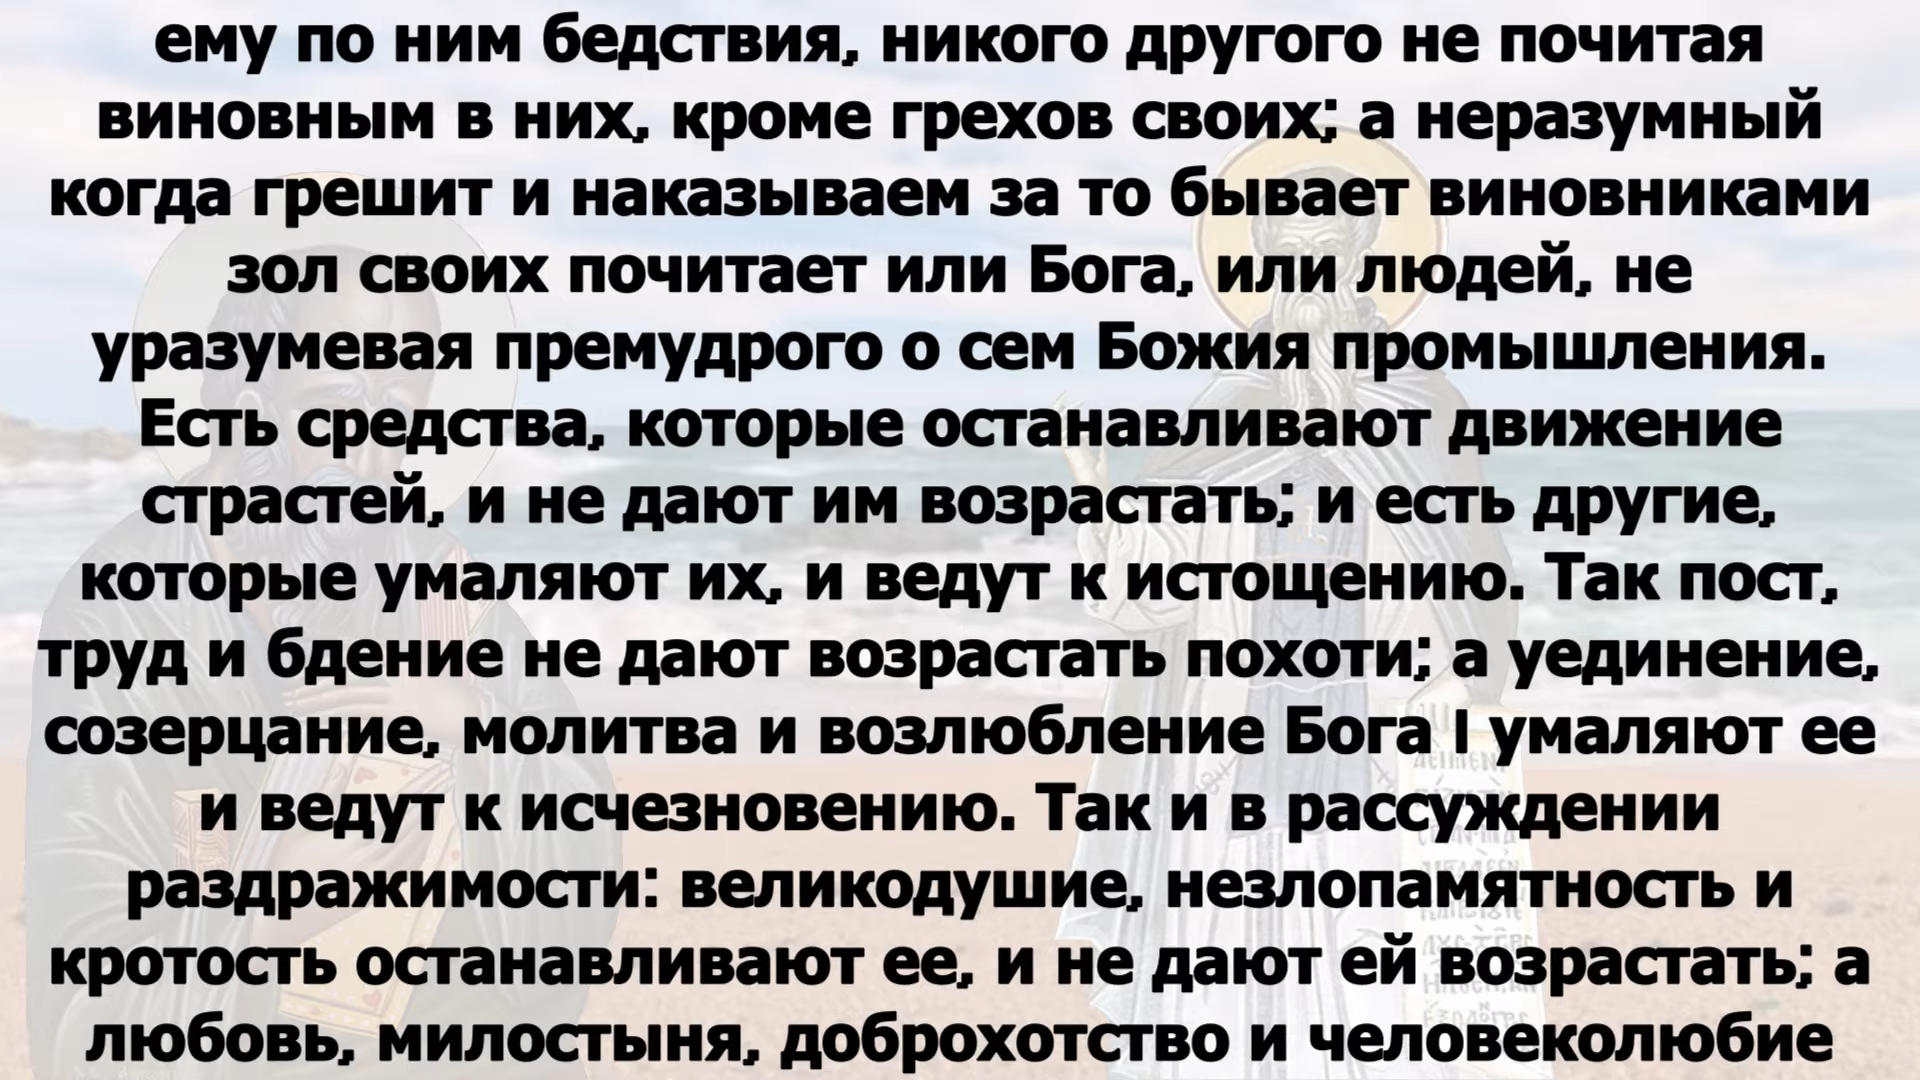 ему по ним бедствия, никого другого не почитая
виновным в них, кроме грехов своих; а неразумный
когда грешит и наказываем за то бывает виновниками
зол своих почитает или Бога, или людей, не
уразумевая премудрого о сем Божия промышления.
Есть средства, которые останавливают движение
страстей, и не дают им возрастать; и есть другие,
которые умаляют их, и ведут к истощению. Так пост,
труд и бдение не дают возрастать похоти; а уединение,
созерцание, молитва и возлюбление Бога I умаляют ее
и ведут к исчезновению. Так и в рассуждении
раздражимости: великодушие, незлопамятность и
кротость останавливают ее, и не дают ей возрастать; а
любовь, милостыня, доброхотство и человеколюбие